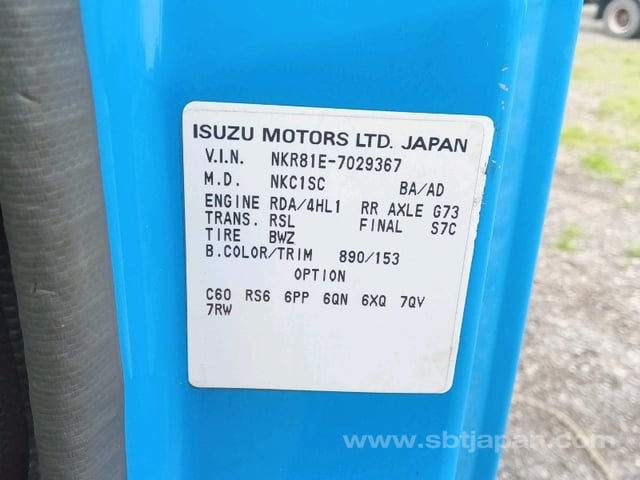 ISUZU MOTORS LTD. JAPAN
V.I.N. NKR81E-7029367
M.D. NKC1SC BA/AD
ENGINE RDA/4HL1 RR AXLE G73
TRANS. RSL FINAL S7C
TIRE BWZ
B.COLOR/TRIM 890/153
OPTION
C60 RS6 6PP 6QN 6XQ 7QV
7RW
www.sbtjapan.com